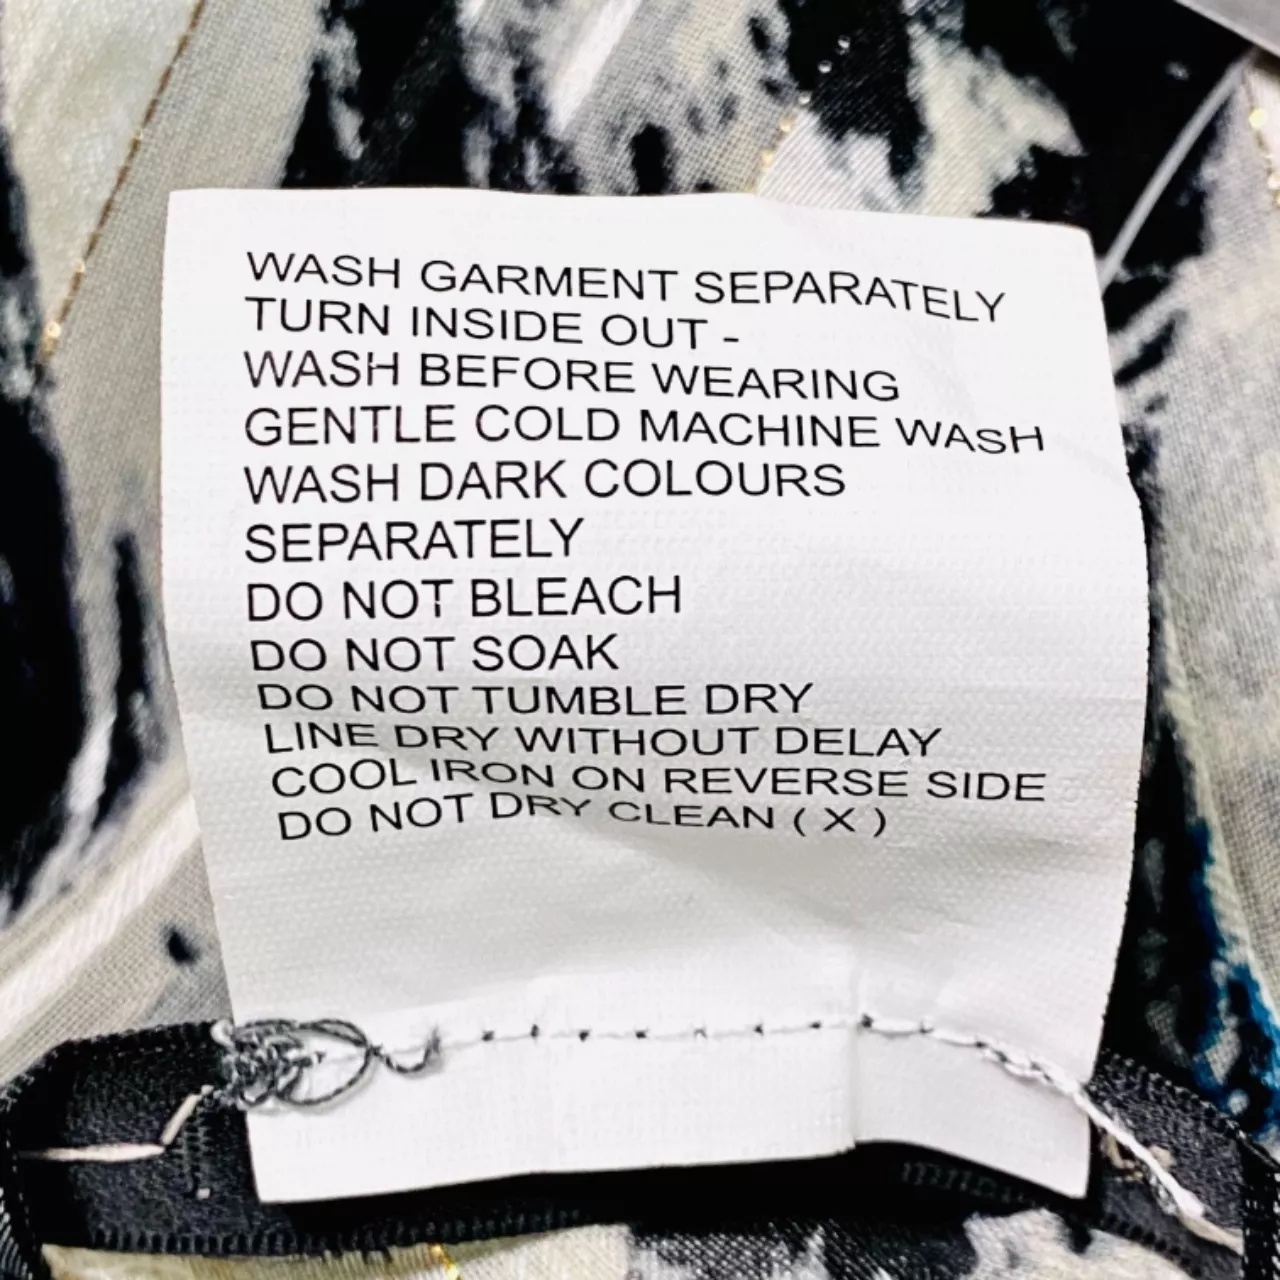 WASH GARMENT SEPARATELY
TURN INSIDE OUT -
WASH BEFORE WEARING
GENTLE COLD MACHINE WASH
WASH DARK COLOURS
SEPARATELY
DO NOT BLEACH
DO NOT SOAK
DO NOT TUMBLE DRY
LINE DRY WITHOUT DELAY
COOL IRON ON REVERSE SIDE
DO NOT DRY CLEAN ( X )